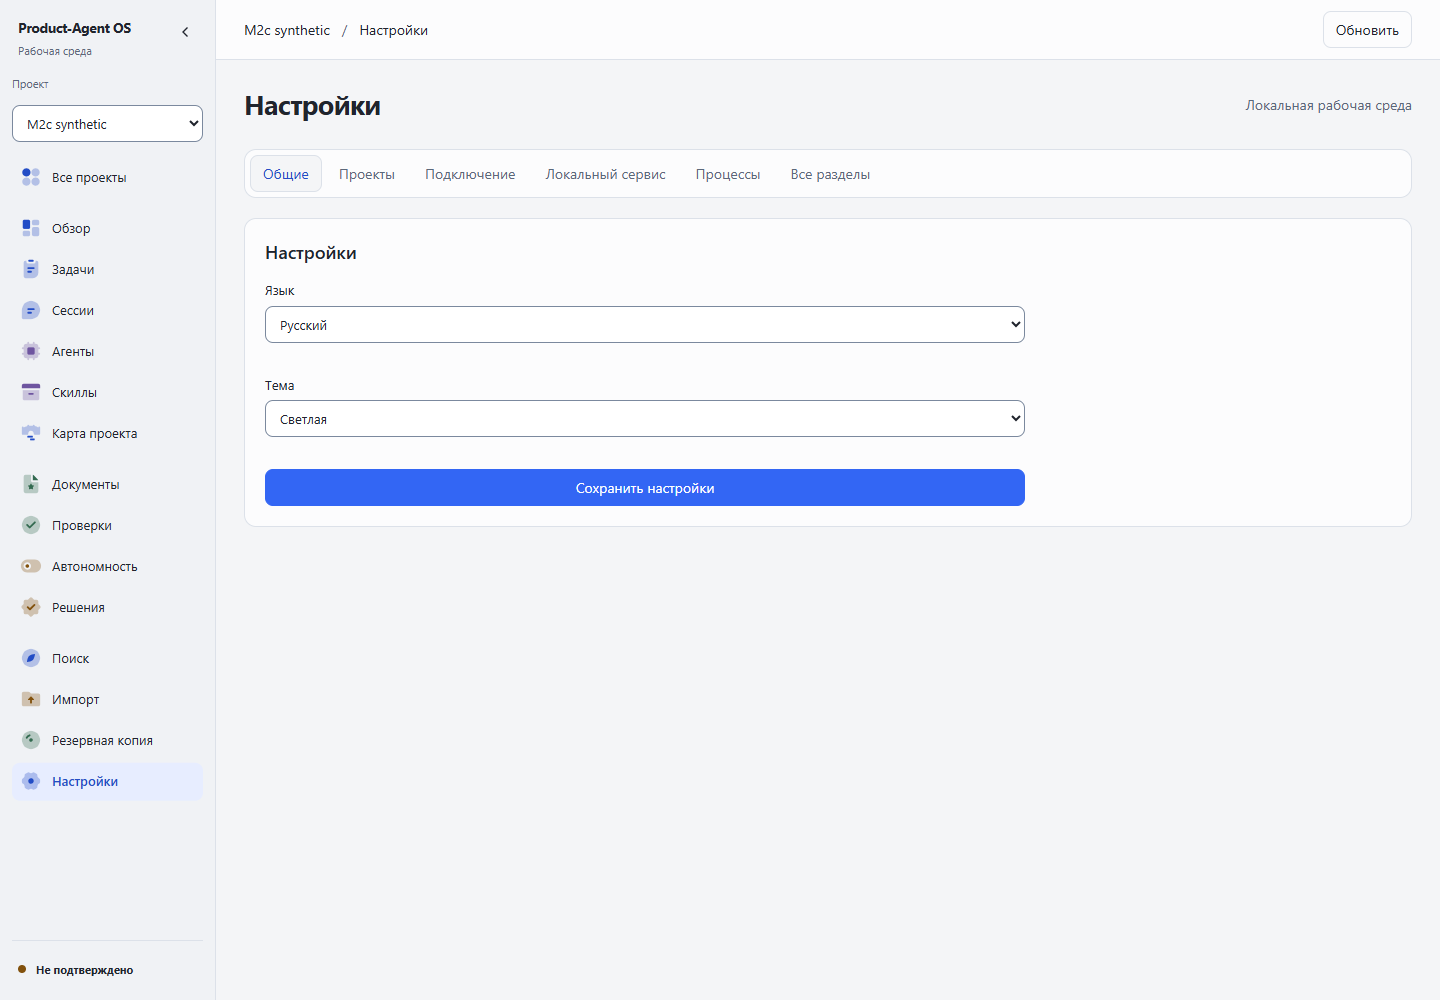 Product-Agent OS
Рабочая среда
Проект
M2c synthetic
Все проекты
Обзор
Задачи
Сессии
Агенты
Скиллы
Карта проекта
Документы
Проверки
Автономность
Решения
Поиск
Импорт
Резервная копия
Настройки
Не подтверждено
M2c synthetic / Настройки
Обновить
Настройки
Локальная рабочая среда
Общие Проекты Подключение Локальный сервис Процессы Все разделы
Настройки
Язык
Русский
Тема
Светлая
Сохранить настройки